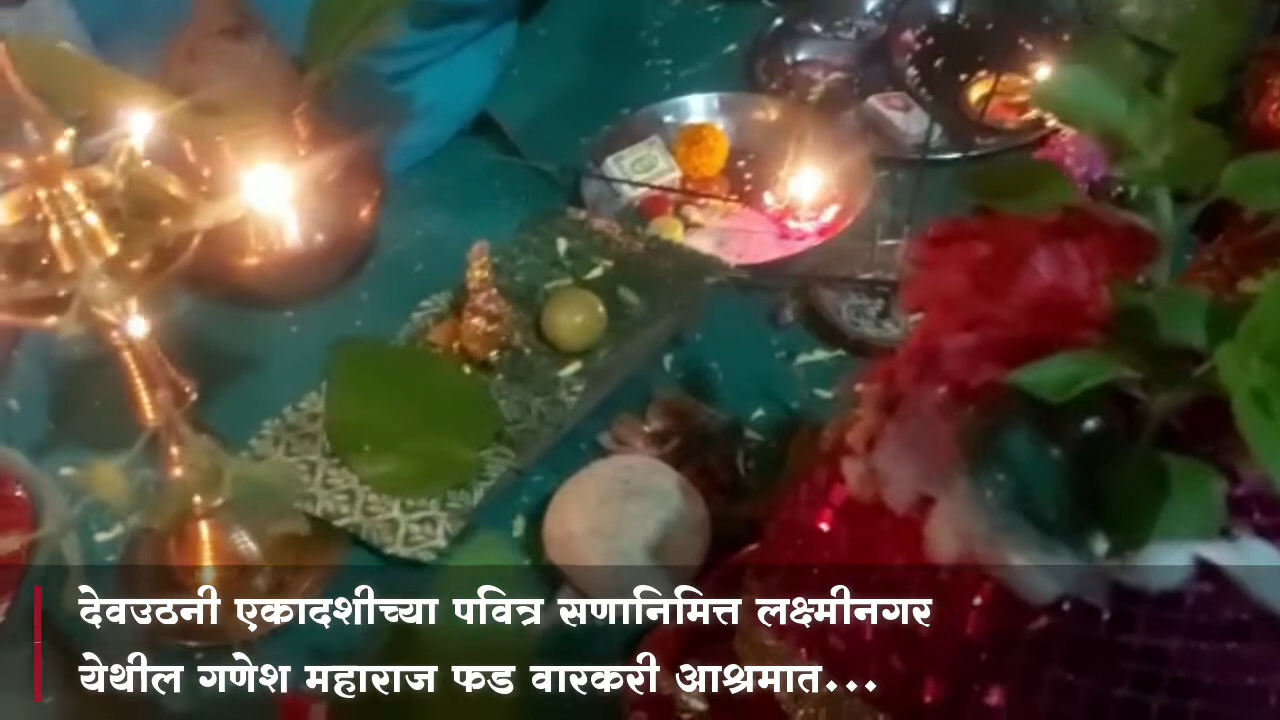 देवउठनी एकादशीच्या पवित्र सणानिमित्त लक्ष्मीनगर
येथील गणेश महाराज फड वारकरी आश्रमात...